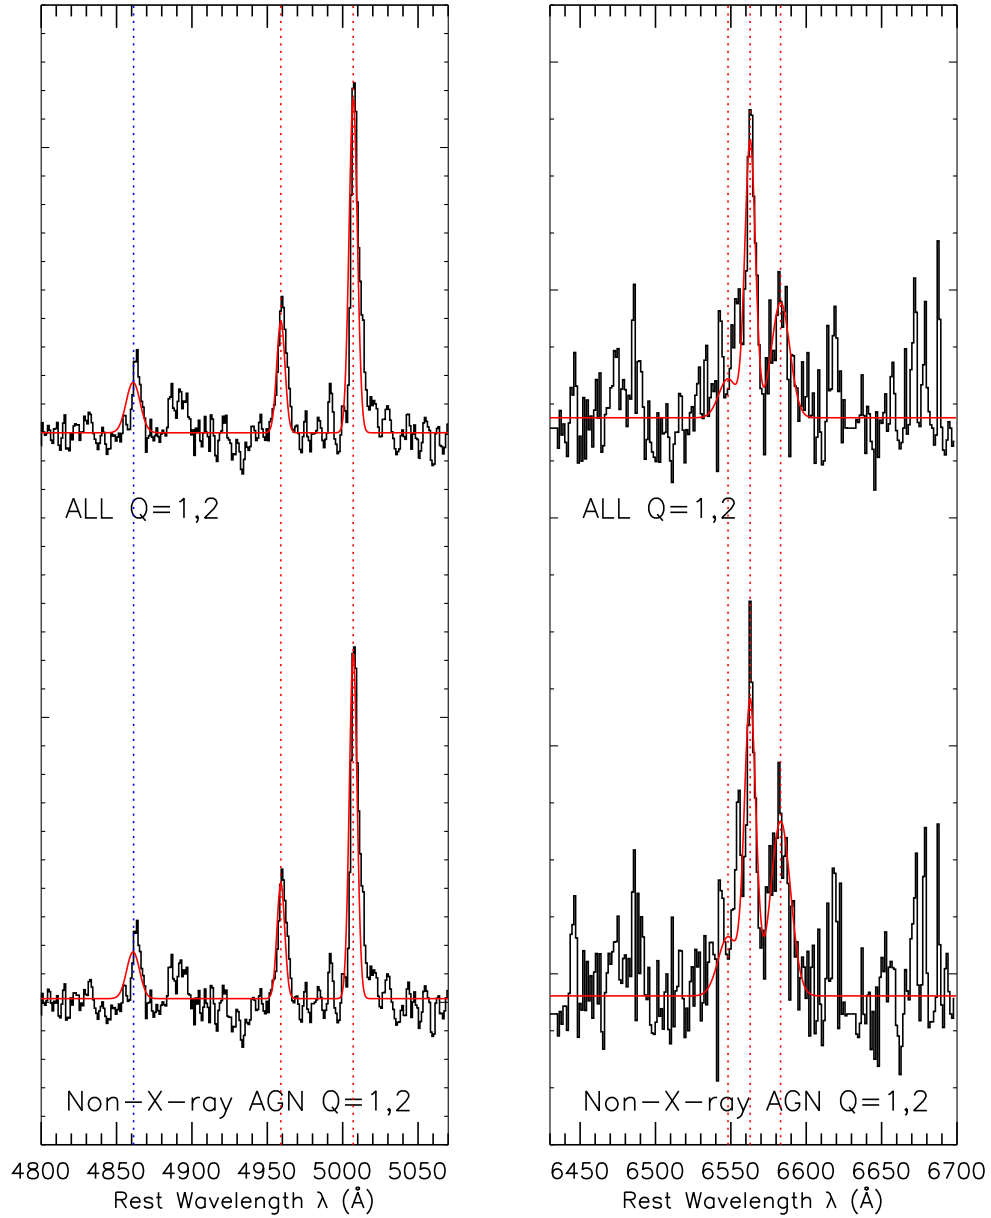 ALL Q=1,2
ALL Q=1,2
Non-X-ray AGN Q=1,2
Non-X-ray AGN Q=1,2
4800 4850 4900 4950 5000 5050
6450 6500 6550 6600 6650 6700
Rest Wavelength λ (Å)
Rest Wavelength λ (Å)